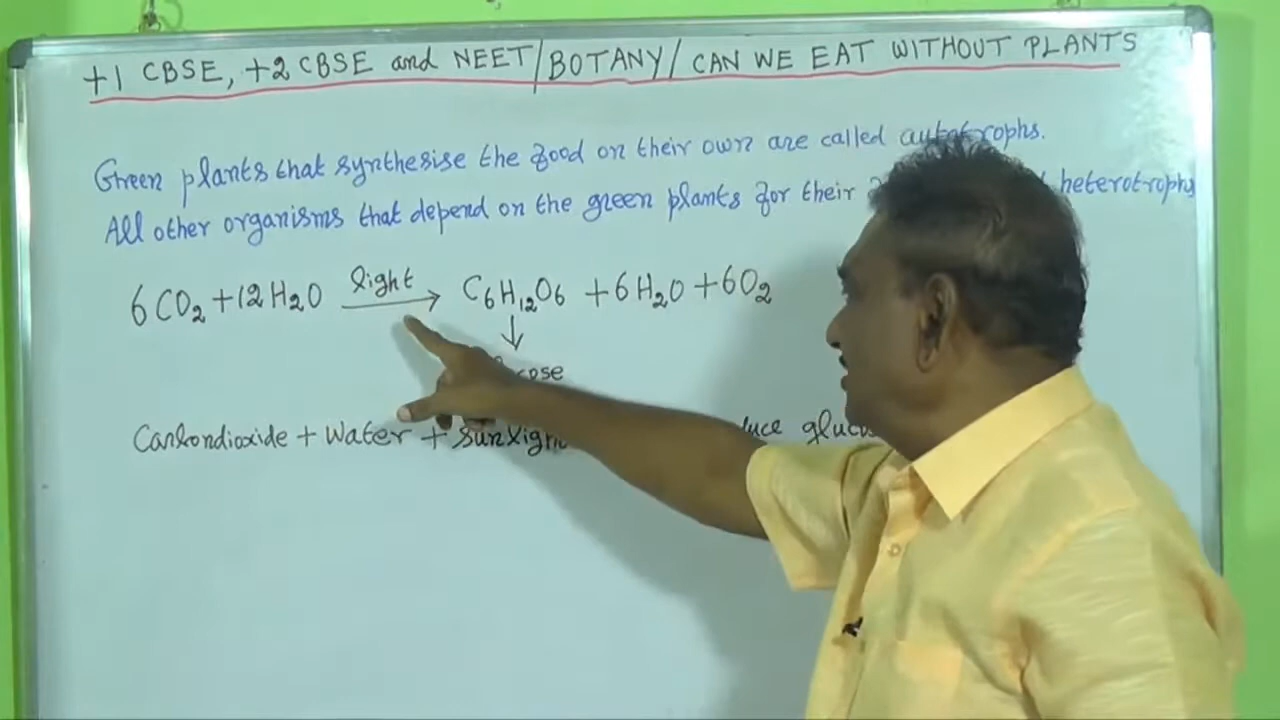 +1 CBSE, +2 CBSE and NEET/BOTANY/ CAN WE EAT WITHOUT PLANTS
Green plants that synthesise the food on their own are called autotrophs.
All other organisms that depend on the green plants for their heterotrophs
6CO₂ +12H₂O light → C₆H₁₂O₆ +6H₂O +6O₂
↓
Carbondioxide + Water + Sunlight